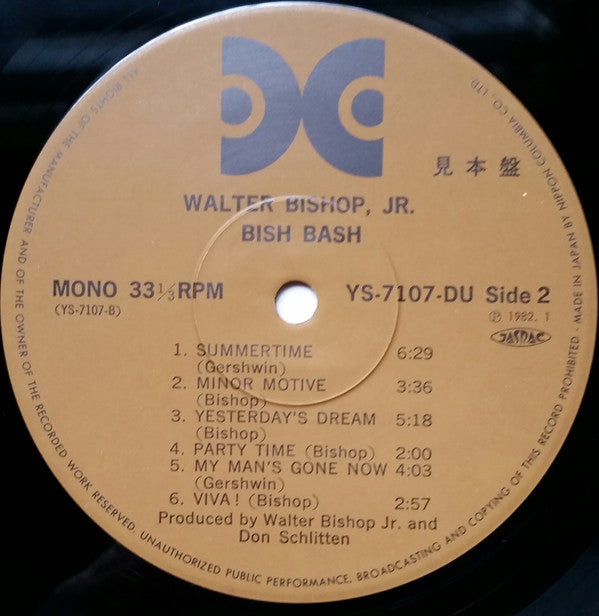 見本盤
WALTER BISHOP, JR.
BISH BASH
MONO 33 1/3 RPM
(YS-7107-B)
YS-7107-DU Side 2
Ⓟ 1982. 1
JASRAC
1. SUMMERTIME 6:29
(Gershwin)
2. MINOR MOTIVE 3:36
(Bishop)
3. YESTERDAY'S DREAM 5:18
(Bishop)
4. PARTY TIME (Bishop) 2:00
5. MY MAN'S GONE NOW 4:03
(Gershwin)
6. VIVA! (Bishop) 2:57
Produced by Walter Bishop Jr. and
Don Schlitten
ALL RIGHTS OF THE MANUFACTURER AND OF THE OWNER OF THE RECORDED WORK RESERVED. UNAUTHORIZED PUBLIC PERFORMANCE, BROADCASTING AND COPYING OF THIS RECORD PROHIBITED · MADE IN JAPAN BY NIPPON COLUMBIA CO., LTD.